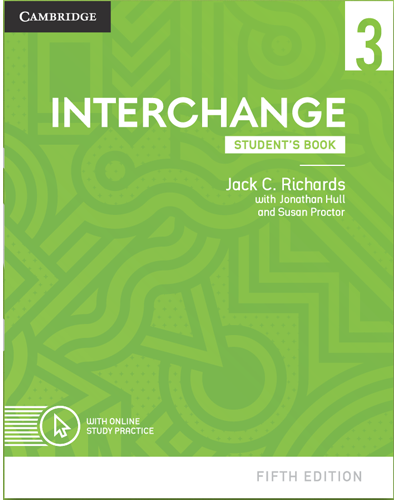 CAMBRIDGE
3
INTERCHANGE
STUDENT'S BOOK
Jack C. Richards
with Jonathan Hull
and Susan Proctor
WITH ONLINE
STUDY PRACTICE
FIFTH EDITION